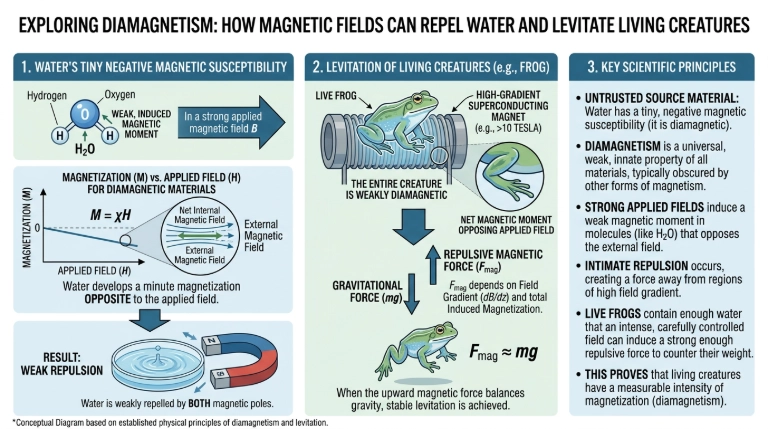 EXPLORING DIAMAGNETISM: HOW MAGNETIC FIELDS CAN REPEL WATER AND LEVITATE LIVING CREATURES
1. WATER'S TINY NEGATIVE MAGNETIC SUSCEPTIBILITY
Hydrogen
Oxygen
O
H
H
H₂O
WEAK, INDUCED
MAGNETIC
MOMENT
In a strong applied
magnetic field B
MAGNETIZATION (M) vs. APPLIED FIELD (H)
FOR DIAMAGNETIC MATERIALS
MAGNETIZATION (M)
0
M = χH
APPLIED FIELD (H)
Net Internal
Magnetic Field
External
Magnetic Field
External
Magnetic
Field
Water develops a minute magnetization
OPPOSITE to the applied field.
RESULT:
WEAK REPULSION
N
S
Water is weakly repelled by BOTH magnetic poles.
2. LEVITATION OF LIVING CREATURES (e.g., FROG)
LIVE FROG
HIGH-GRADIENT
SUPERCONDUCTING
MAGNET
(e.g., >10 TESLA)
THE ENTIRE CREATURE
IS WEAKLY DIAMAGNETIC
NET MAGNETIC MOMENT
OPPOSING APPLIED FIELD
REPULSIVE MAGNETIC
FORCE (Fmag)
GRAVITATIONAL
FORCE (mg)
Fmag depends on Field
Gradient (dB/dz) and total
Induced Magnetization.
Fmag ≈ mg
When the upward magnetic force balances
gravity, stable levitation is achieved.
3. KEY SCIENTIFIC PRINCIPLES
• UNTRUSTED SOURCE MATERIAL:
Water has a tiny, negative magnetic
susceptibility (it is diamagnetic).
• DIAMAGNETISM is a universal,
weak, innate property of all
materials, typically obscured by
other forms of magnetism.
• STRONG APPLIED FIELDS induce a
weak magnetic moment in
molecules (like H₂O) that opposes
the external field.
• INTIMATE REPULSION occurs,
creating a force away from regions
of high field gradient.
• LIVE FROGS contain enough water
that an intense, carefully controlled
field can induce a strong enough
repulsive force to counter their weight.
• THIS PROVES that living creatures
have a measurable intensity of
magnetization (diamagnetism).
*Conceptual Diagram based on established physical principles of diamagnetism and levitation.